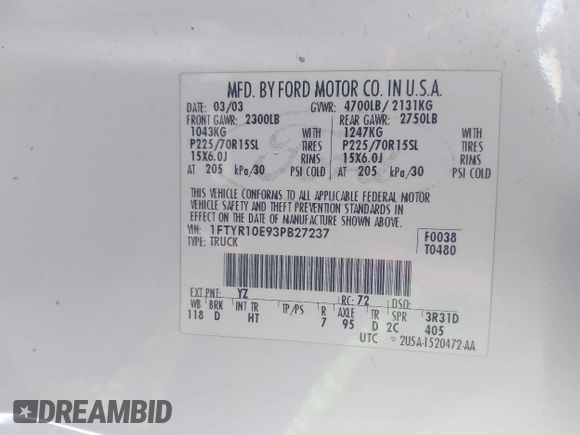 MFD. BY FORD MOTOR CO. IN U.S.A.
DATE: 03/03 GVWR: 4700LB/ 2131KG
FRONT GAWR: 2300LB REAR GAWR: 2750LB
1043KG WITH 1247KG WITH
P225/70R15SL TIRES P225/70R15SL TIRES
15X6.0J RIMS 15X6.0J RIMS
AT 205 kPa/30 PSI COLD AT 205 kPa/30 PSI COLD
THIS VEHICLE CONFORMS TO ALL APPLICABLE FEDERAL MOTOR
VEHICLE SAFETY AND THEFT PREVENTION STANDARDS IN
EFFECT ON THE DATE OF MANUFACTURE SHOWN ABOVE.
VIN: 1FTYR10E93PB27237 F0038
TYPE: TRUCK T0480
EXT PNT: YZ RC: 72 DSO:
WB BRK INT TR TP/PS R AXLE TR SPR 3R31D
118 D HT 7 95 D 2C 405
UTC 2U5A-1520472-AA
DREAMBID